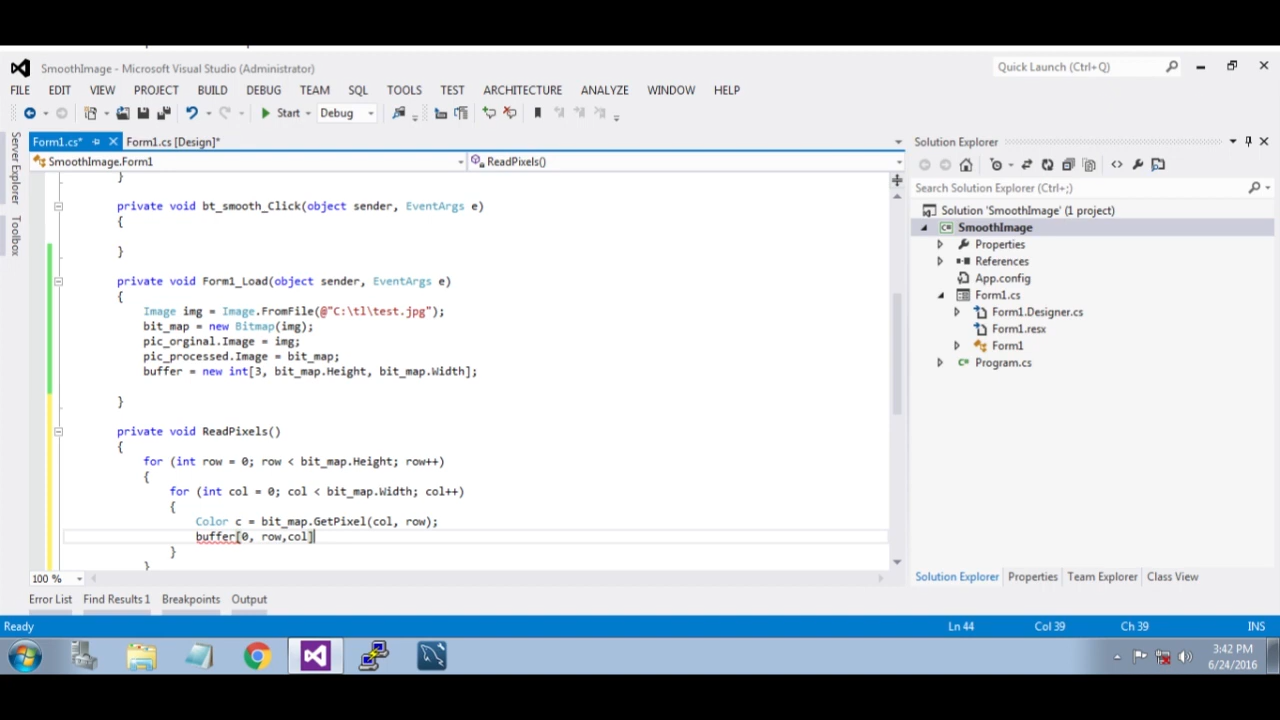 SmoothImage - Microsoft Visual Studio (Administrator)
Quick Launch (Ctrl+Q)
FILE EDIT VIEW PROJECT BUILD DEBUG TEAM SQL TOOLS TEST ARCHITECTURE ANALYZE WINDOW HELP
Start Debug
Server Explorer
Toolbox
Form1.cs* Form1.cs [Design]*
SmoothImage.Form1 ReadPixels()
}
private void bt_smooth_Click(object sender, EventArgs e)
{
}
private void Form1_Load(object sender, EventArgs e)
{
Image img = Image.FromFile(@"C:\tl\test.jpg");
bit_map = new Bitmap(img);
pic_orginal.Image = img;
pic_processed.Image = bit_map;
buffer = new int[3, bit_map.Height, bit_map.Width];
}
private void ReadPixels()
{
for (int row = 0; row < bit_map.Height; row++)
{
for (int col = 0; col < bit_map.Width; col++)
{
Color c = bit_map.GetPixel(col, row);
buffer[0, row,col]
}
}
100 %
Solution Explorer
Search Solution Explorer (Ctrl+;)
Solution 'SmoothImage' (1 project)
C# SmoothImage
Properties
References
App.config
Form1.cs
Form1.Designer.cs
Form1.resx
Form1
C# Program.cs
Solution Explorer Properties Team Explorer Class View
Error List Find Results 1 Breakpoints Output
Ready Ln 44 Col 39 Ch 39 INS
3:42 PM
6/24/2016